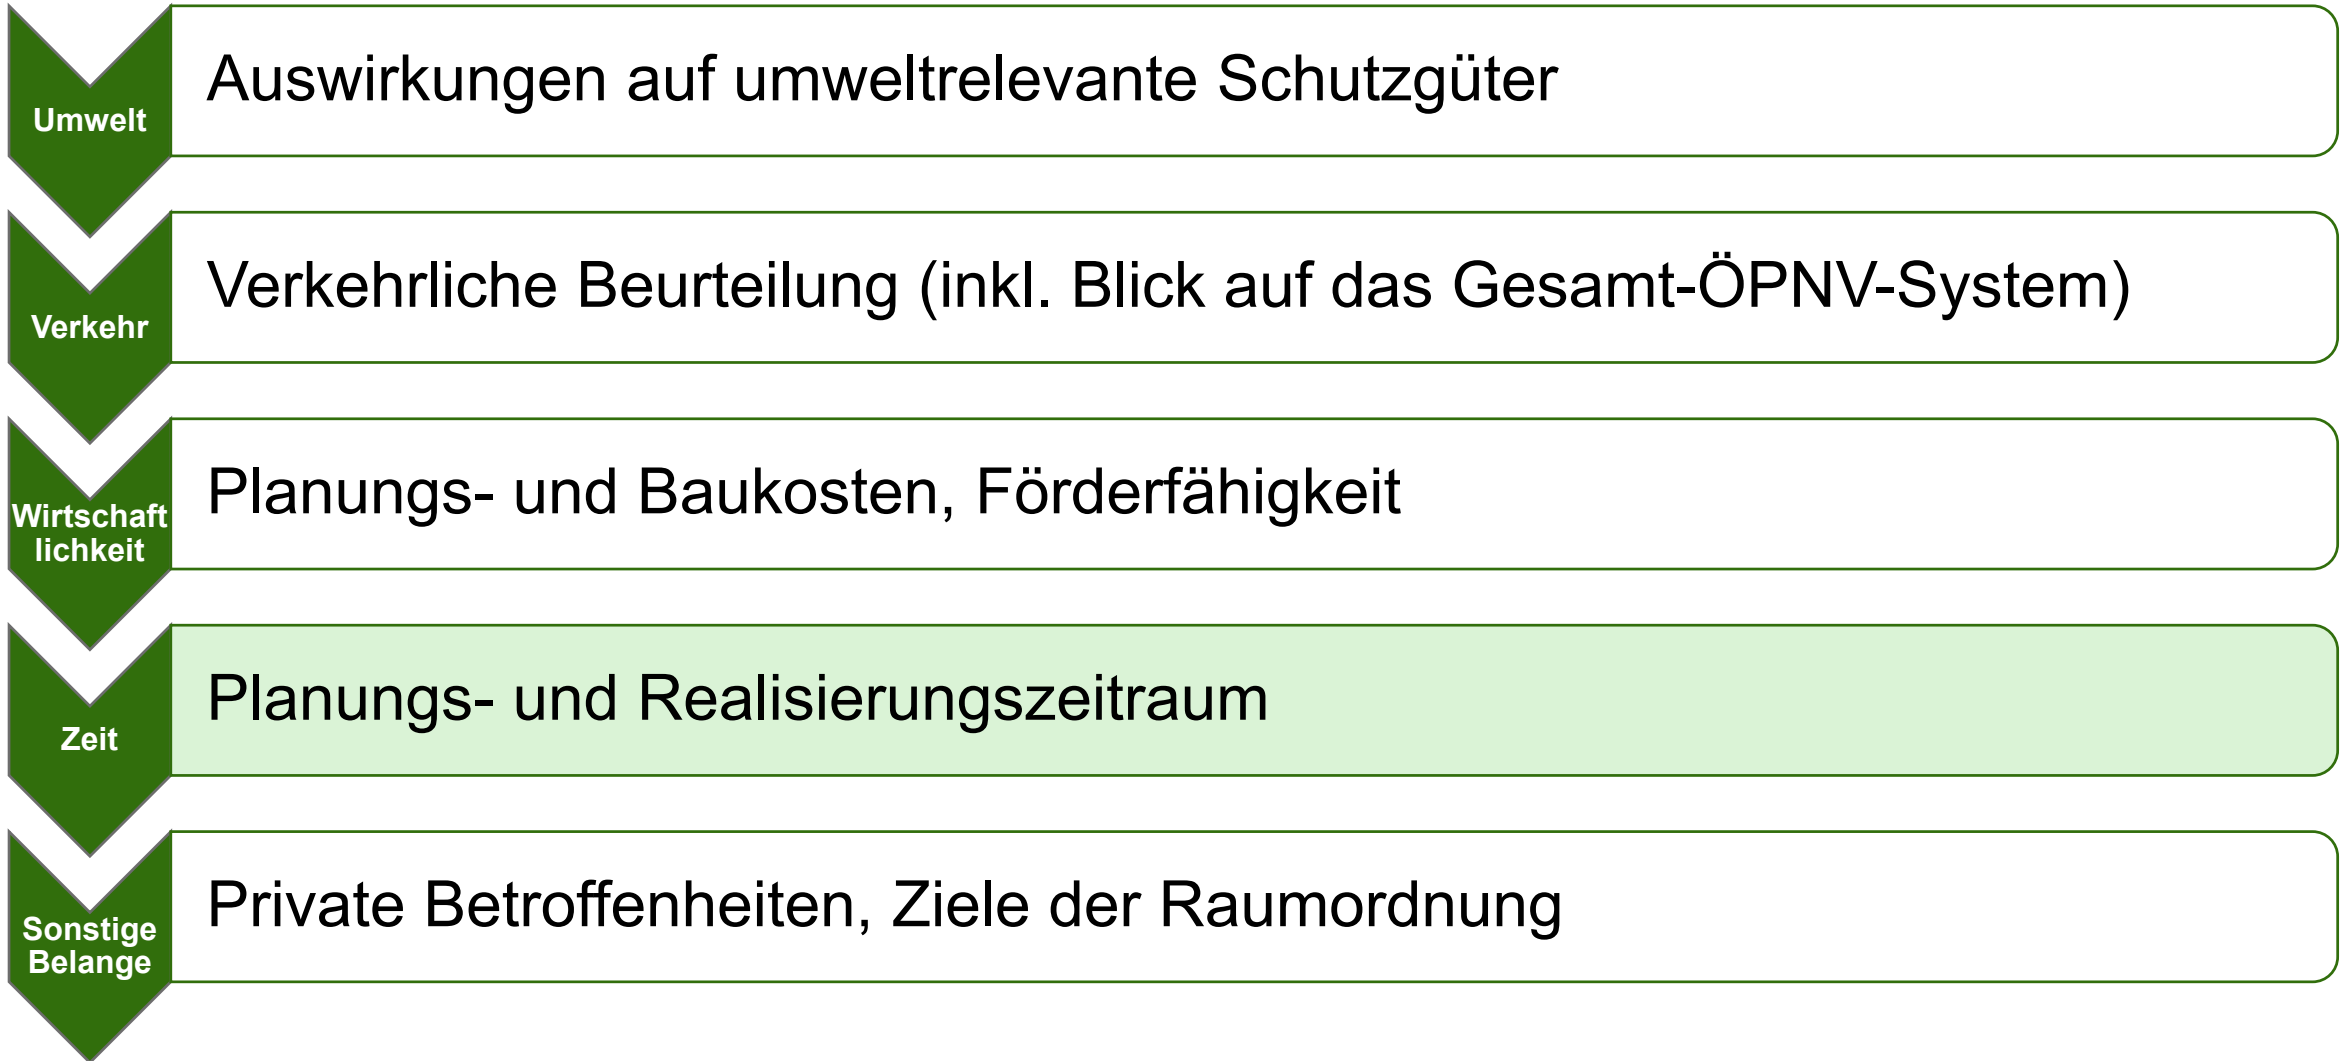 Umwelt
Auswirkungen auf umweltrelevante Schutzgüter
Verkehr
Verkehrliche Beurteilung (inkl. Blick auf das Gesamt-ÖPNV-System)
Wirtschaft
lichkeit
Planungs- und Baukosten, Förderfähigkeit
Zeit
Planungs- und Realisierungszeitraum
Sonstige
Belange
Private Betroffenheiten, Ziele der Raumordnung